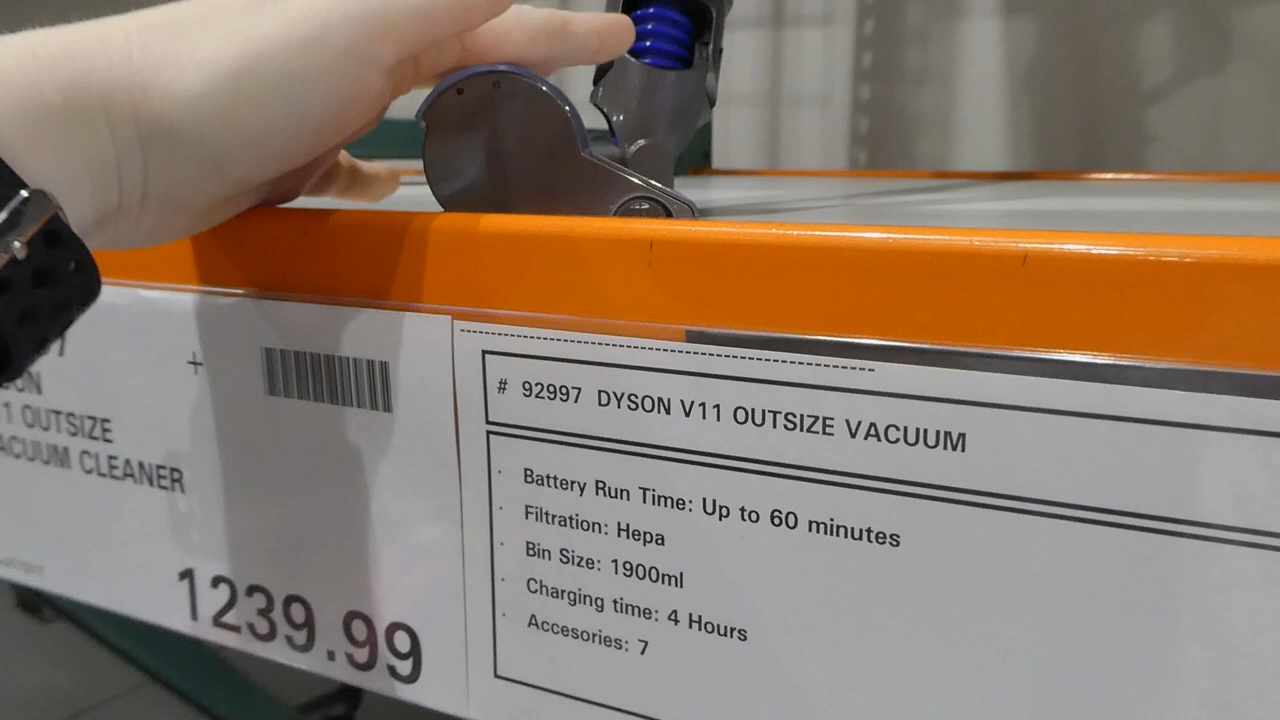 +
OUTSIZE
CLEANER
1239.99
# 92997 DYSON V11 OUTSIZE VACUUM
· Battery Run Time: Up to 60 minutes
· Filtration: Hepa
· Bin Size: 1900ml
· Charging time: 4 Hours
· Accesories: 7